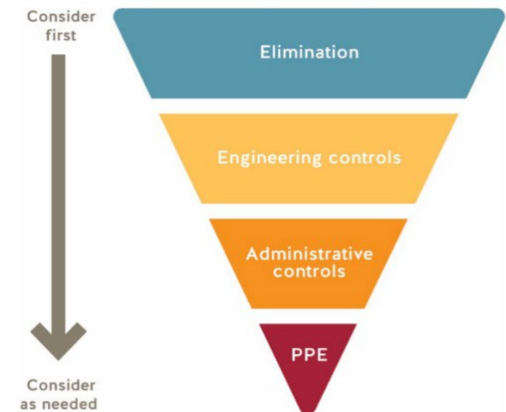 Consider
first
Elimination
Engineering controls
Administrative
controls
PPE
Consider
as needed